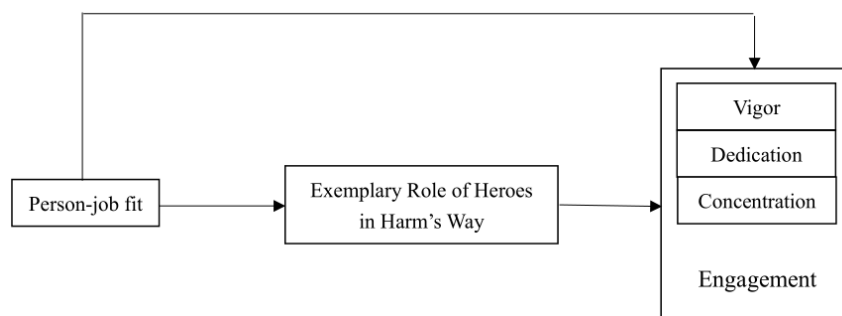 Vigor
Dedication
Concentration
Person-job fit
Exemplary Role of Heroes
in Harm's Way
Engagement